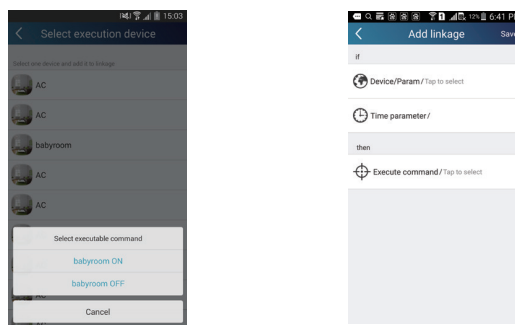 15:03
Select execution device
Select one device and add it to linkage
AC
AC
babyroom
AC
AC
Select executable command
babyroom ON
babyroom OFF
AC
Cancel
12% 6:41 PM
Add linkage
Save
if
Device/Param/Tap to select
Time parameter/
then
Execute command/Tap to select